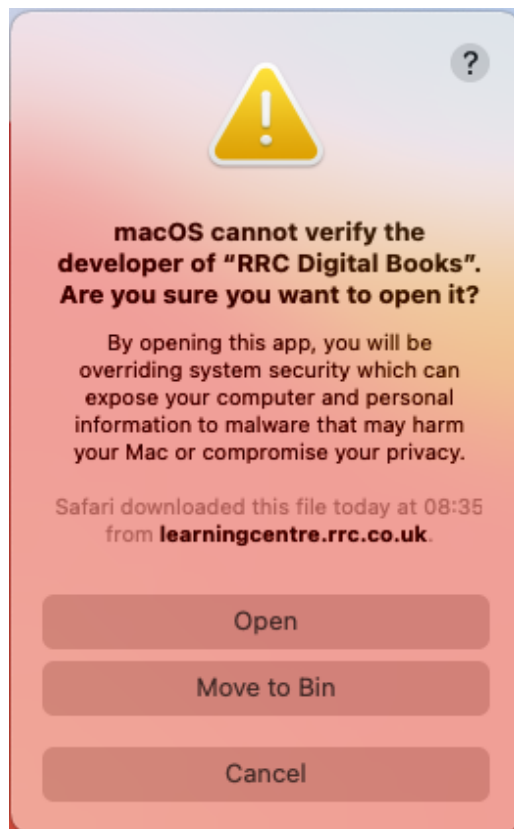 ?
!
macOS cannot verify the
developer of “RRC Digital Books”.
Are you sure you want to open it?
By opening this app, you will be
overriding system security which can
expose your computer and personal
information to malware that may harm
your Mac or compromise your privacy.
Safari downloaded this file today at 08:35
from learningcentre.rrc.co.uk.
Open
Move to Bin
Cancel